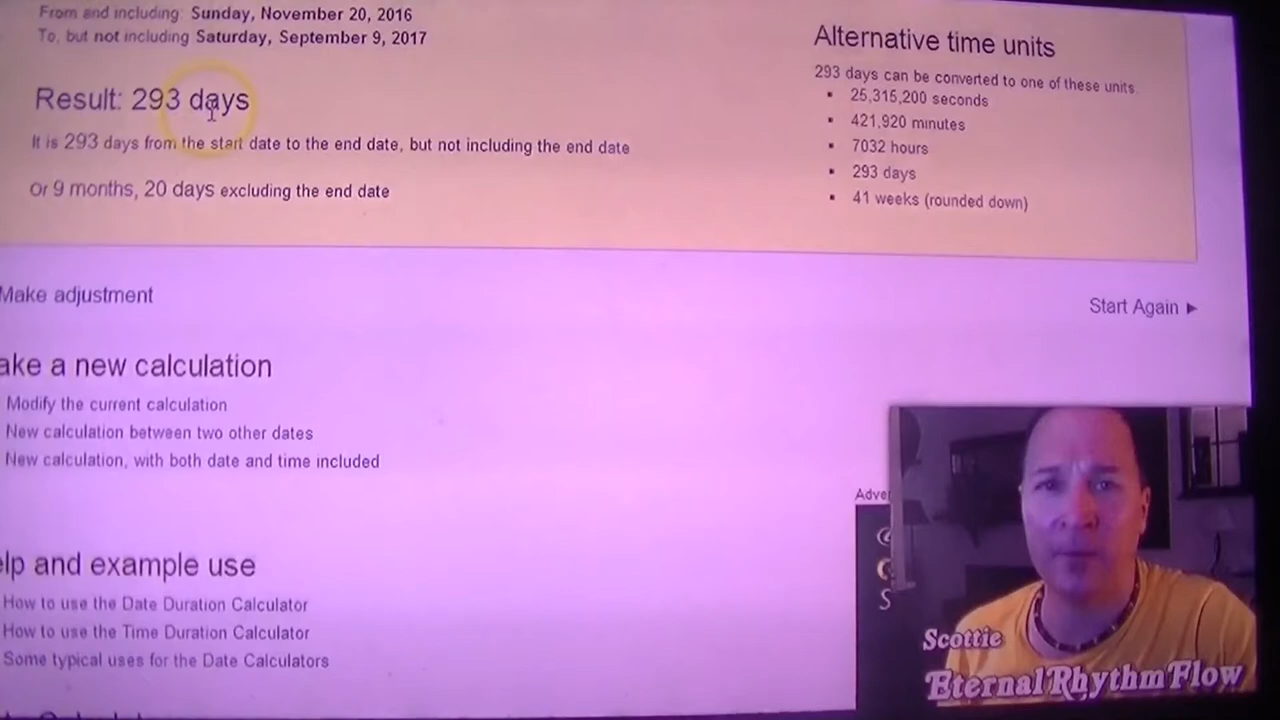 From and including: Sunday, November 20, 2016
To, but not including Saturday, September 9, 2017
Result: 293 days
It is 293 days from the start date to the end date, but not including the end date
or 9 months, 20 days excluding the end date
Alternative time units
293 days can be converted to one of these units.
25,315,200 seconds
421,920 minutes
7032 hours
293 days
41 weeks (rounded down)
Make adjustment
Start Again
ake a new calculation
Modify the current calculation
New calculation between two other dates
New calculation, with both date and time included
Adver
elp and example use
How to use the Date Duration Calculator
How to use the Time Duration Calculator
Some typical uses for the Date Calculators
Scottie
EternalRhythmFlow